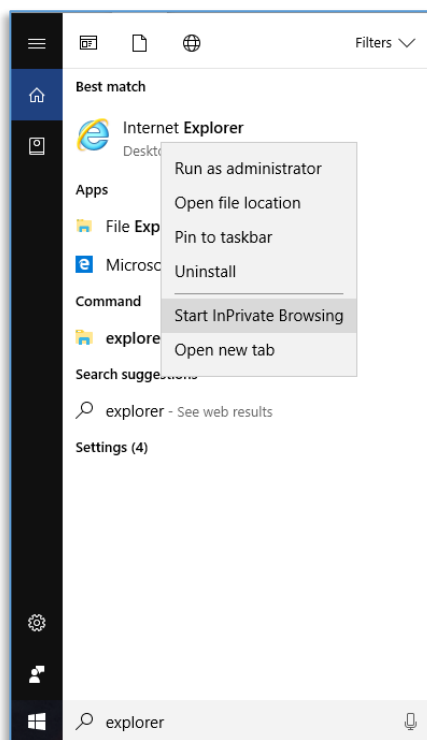 Filters
Best match
Internet Explorer
Deskt
Run as administrator
Open file location
Pin to taskbar
Uninstall
Start InPrivate Browsing
Open new tab
Apps
File Exp
Microsc
Command
explore
Search suggestions
explorer - See web results
Settings (4)
explorer